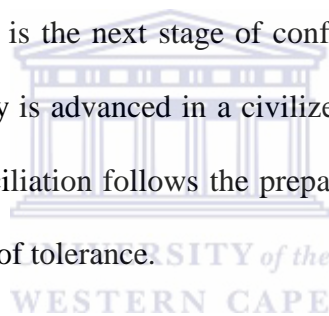 is the next stage of conf
y is advanced in a civilize
ciliation follows the prepa
of tolerance.
UNIVERSITY of the
WESTERN CAPE